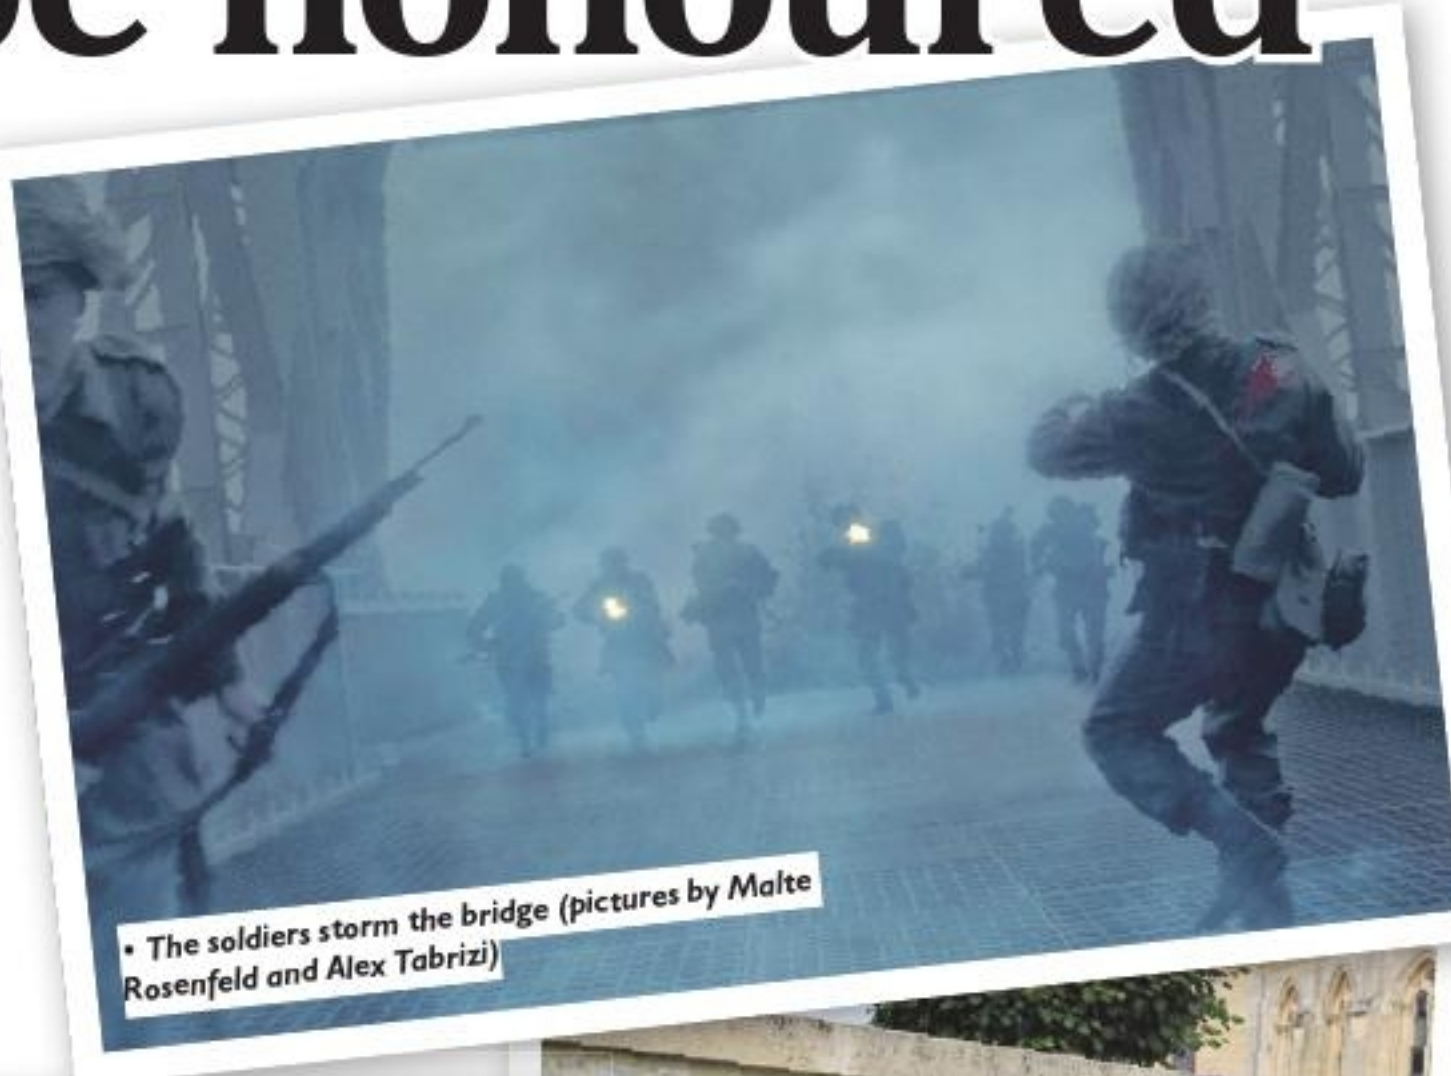 honoured
• The soldiers storm the bridge (pictures by Malte
Rosenfeld and Alex Tabrizi)